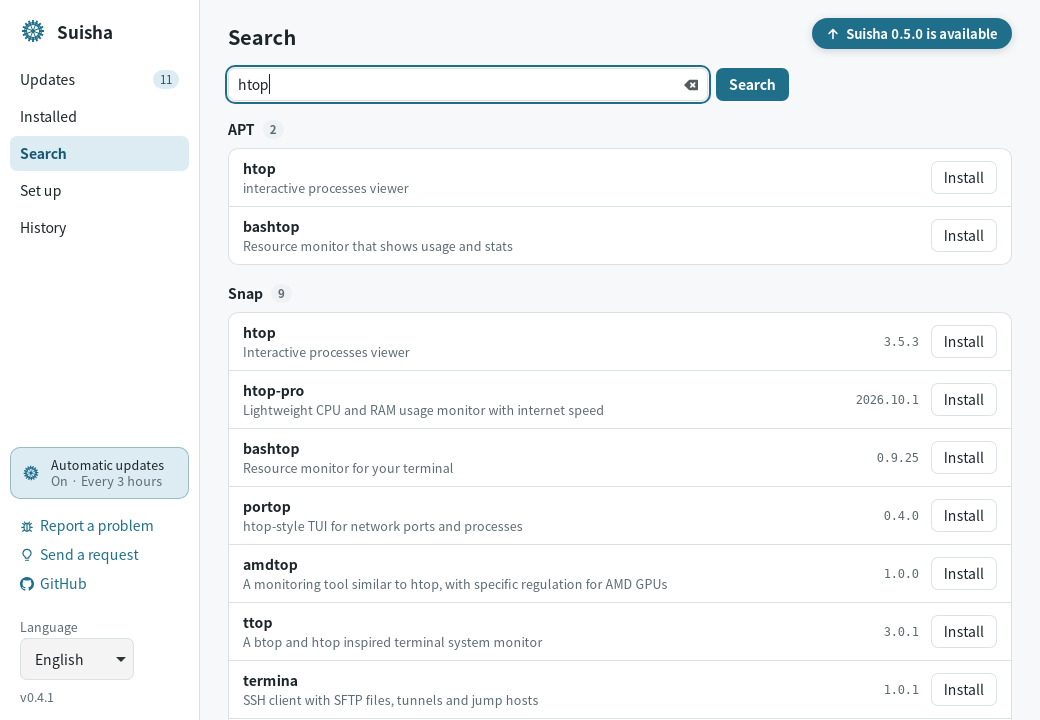 Suisha
Updates 11
Installed
Search
Set up
History
Automatic updates
On · Every 3 hours
Report a problem
Send a request
GitHub
Language
English
v0.4.1
Search
↑ Suisha 0.5.0 is available
htop
Search
APT 2
htop
interactive processes viewer
Install
bashtop
Resource monitor that shows usage and stats
Install
Snap 9
htop
Interactive processes viewer
3.5.3 Install
htop-pro
Lightweight CPU and RAM usage monitor with internet speed
2026.10.1 Install
bashtop
Resource monitor for your terminal
0.9.25 Install
portop
htop-style TUI for network ports and processes
0.4.0 Install
amdtop
A monitoring tool similar to htop, with specific regulation for AMD GPUs
1.0.0 Install
ttop
A btop and htop inspired terminal system monitor
3.0.1 Install
termina
SSH client with SFTP files, tunnels and jump hosts
1.0.1 Install